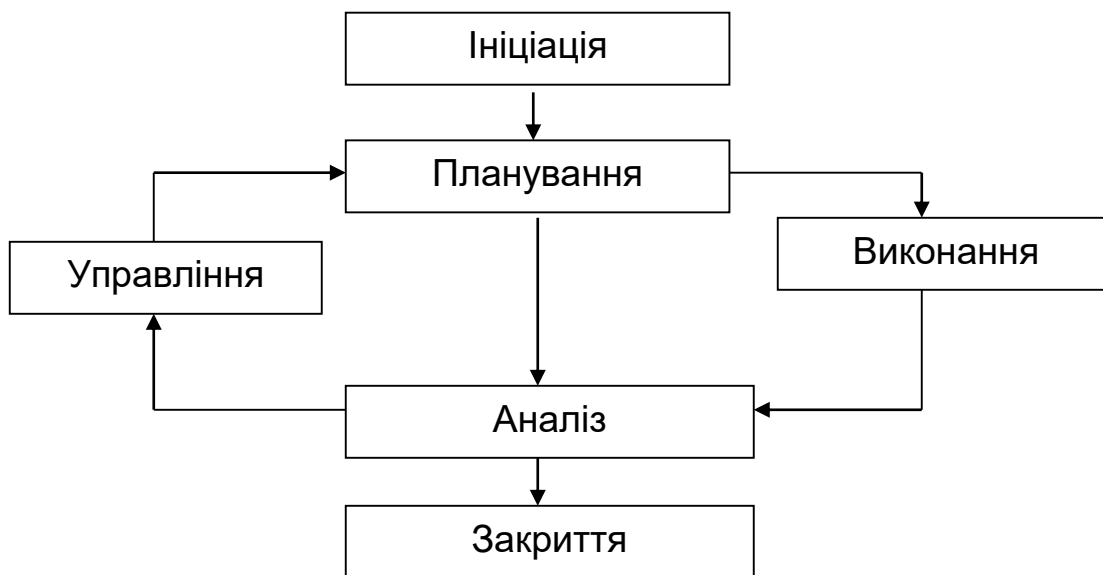 Ініціація
Планування
Виконання
Управління
Аналіз
Закриття